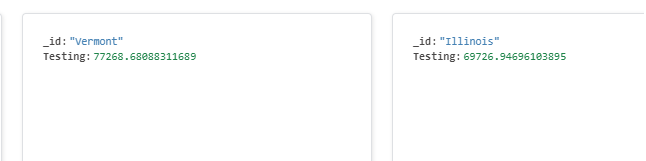 _id: "Vermont"
Testing: 77268.68088311689
_id: "Illinois"
Testing: 69726.94696103895